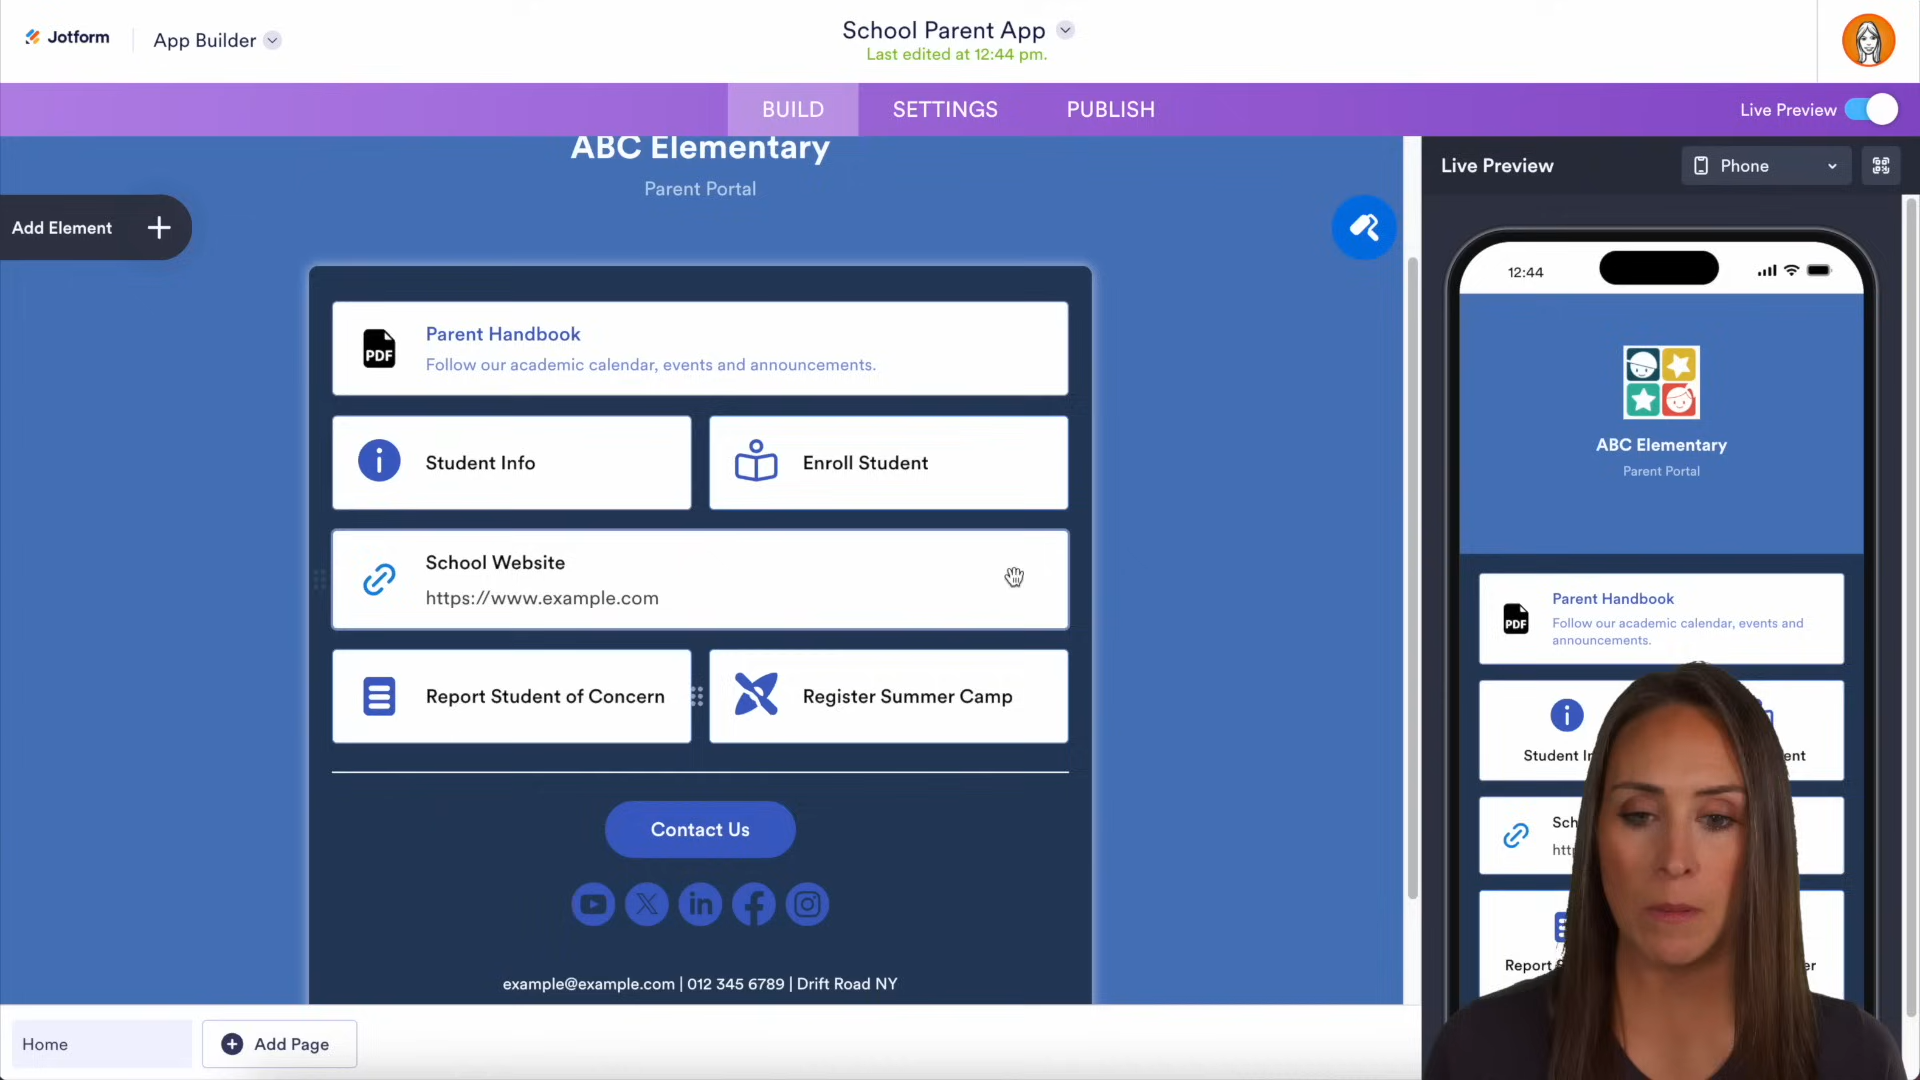 Jotform
App Builder
School Parent App
Last edited at 12:44 pm.
BUILD
SETTINGS
PUBLISH
Live Preview
ABC Elementary
Parent Portal
Add Element
Parent Handbook
PDF
Follow our academic calendar, events and announcements.
Student Info
Enroll Student
School Website
https://www.example.com
Report Student of Concern
Register Summer Camp
Contact Us
example@example.com | 012 345 6789 | Drift Road NY
Home
Add Page
Live Preview
Phone
12:44
ABC Elementary
Parent Portal
Parent Handbook
PDF
Follow our academic calendar, events and
announcements.
Student
Report